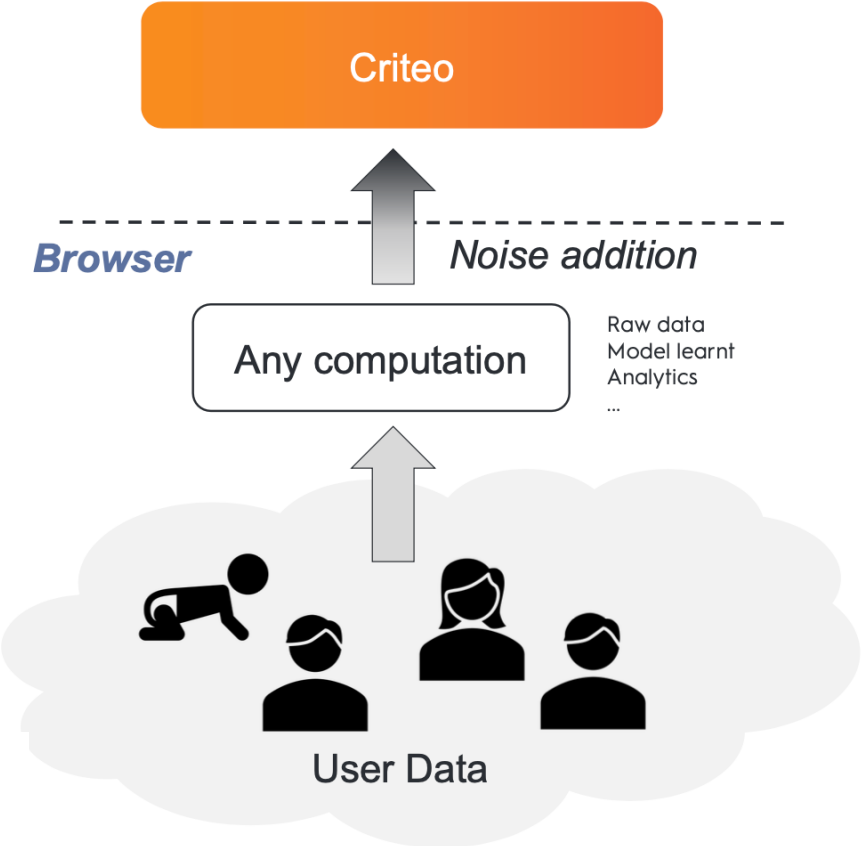 Criteo
Browser
Noise addition
Any computation
Raw data
Model learnt
Analytics
...
User Data